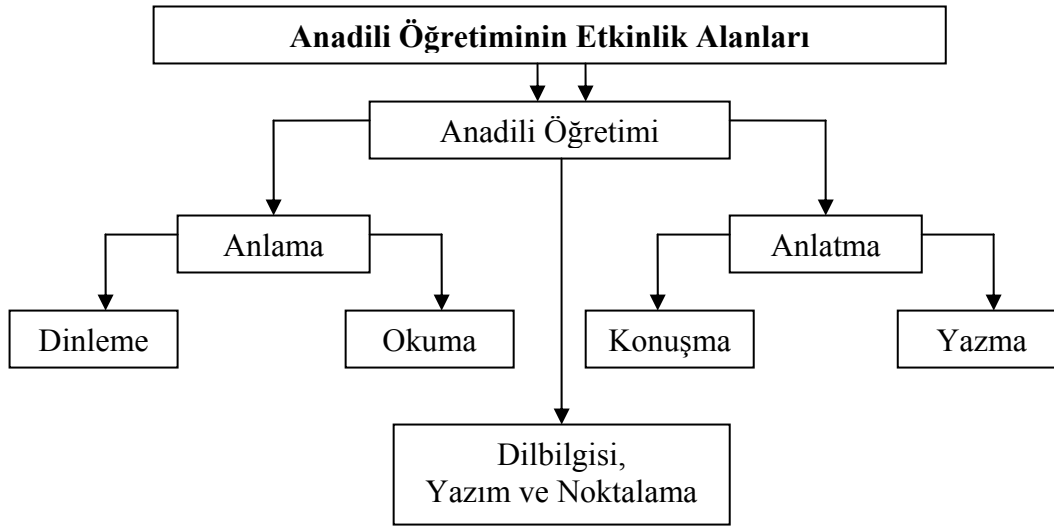 Anadili Öğretiminin Etkinlik Alanları
Anadili Öğretimi
Anlama
Anlatma
Dinleme
Okuma
Konuşma
Yazma
Dilbilgisi,
Yazım ve Noktalama